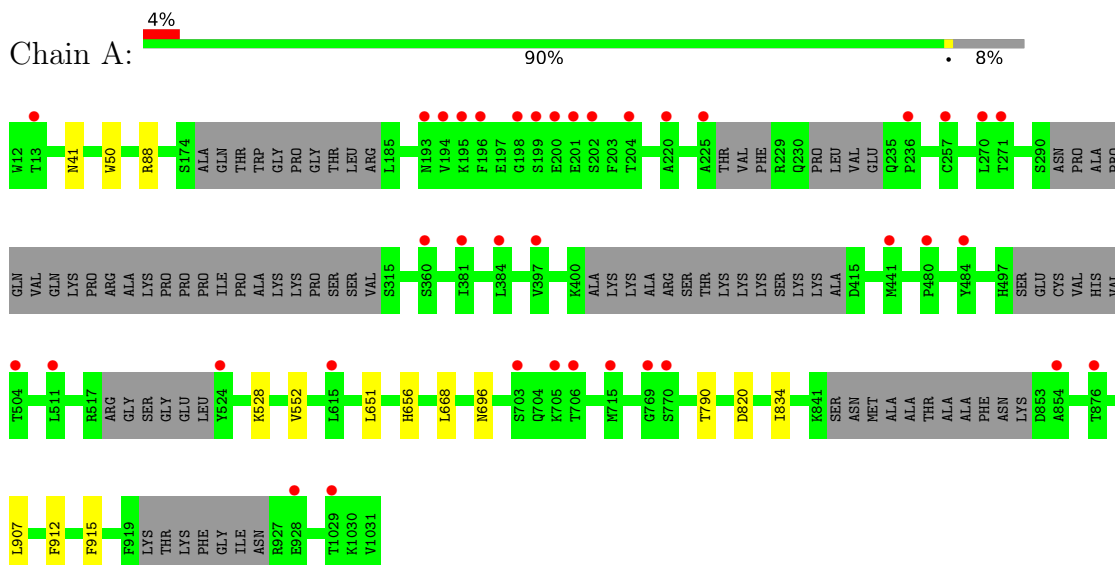 4%
Chain A:
90%
•
8%
W12 T13 N41 W50 R88 S174 ALA GLN THR TRP GLY PRO GLY THR LEU ARG L185 N193 V194 K195 F196 E197 G198 S199 E200 E201 S202 F203 T204 A220 A225 THR VAL PHE R229 Q230 PRO LEU VAL GLU Q235 P236 C257 L270 T271 S290 ASN PRO ALA PRO
GLN VAL GLN LYS PRO ARG ALA LYS PRO PRO PRO ILE PRO ALA LYS LYS PRO SER SER VAL S315 S360 I381 L384 V397 K400 ALA LYS LYS ALA ARG SER THR LYS LYS LYS SER LYS LYS ALA D415 M441 P480 Y484 H497 SER GLU CYS VAL HIS VAL
T504 L511 R517 ARG GLY SER GLY GLU LEU Y524 K528 V552 L615 L651 H656 L668 N696 S703 Q704 K705 T706 M715 G769 S770 T790 D820 I834 K841 SER ASN MET ALA ALA THR ALA ALA PHE ASN LYS D853 A854 T876
L907 F912 F915 F919 LYS THR LYS PHE GLY ILE ASN R927 E928 T1029 K1030 V1031